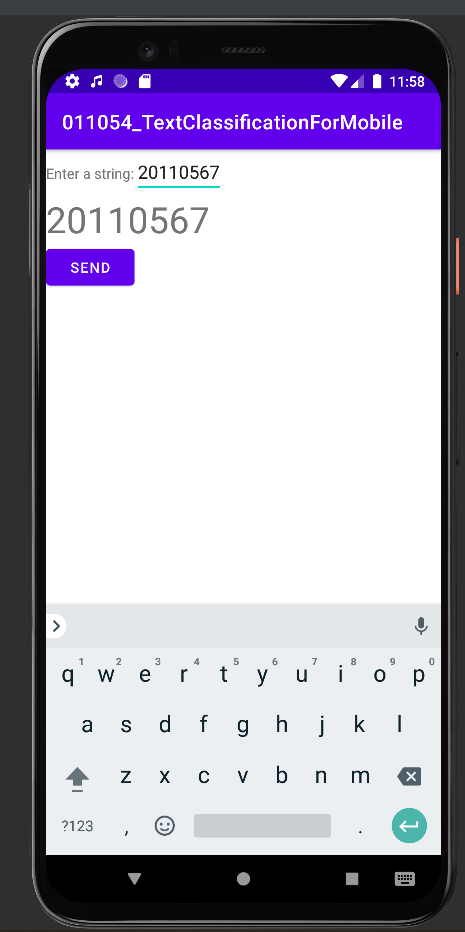 11:58
011054_TextClassificationForMobile
Enter a string: 20110567
20110567
SEND
q1 w2 e3 r4 t5 y6 u7 i8 o9 p0
a s d f g h j k l
z x c v b n m
?123 , .